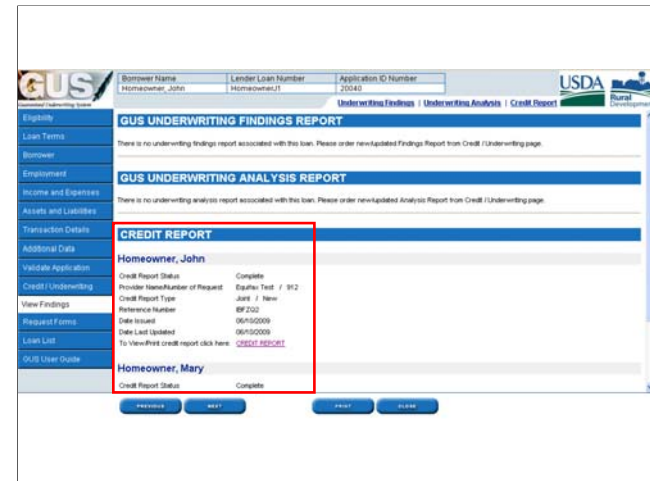 GUS
Guaranteed Underwriting System
Borrower Name Lender Loan Number Application ID Number
Homeowner, John HomeownerJ1 20040
USDA
Rural
Development
Underwriting Findings | Underwriting Analysis | Credit Report
Eligibility
Loan Terms
Borrower
Employment
Income and Expenses
Assets and Liabilities
Transaction Details
Additional Data
Validate Application
Credit / Underwriting
View Findings
Request Forms
Loan List
GUS User Guide
GUS UNDERWRITING FINDINGS REPORT
There is no underwriting findings report associated with this loan. Please order new/updated Findings Report from Credit / Underwriting page.
GUS UNDERWRITING ANALYSIS REPORT
There is no underwriting analysis report associated with this loan. Please order new/updated Analysis Report from Credit / Underwriting page.
CREDIT REPORT
Homeowner, John
Credit Report Status Complete
Provider Name/Number of Request Equifax Test / 912
Credit Report Type Joint / New
Reference Number
Date Issued 06/10/2009
Date Last Updated 06/10/2009
To View/Print credit report click here: CREDIT REPORT
Homeowner, Mary
Credit Report Status Complete
PREVIOUS NEXT PRINT CLOSE